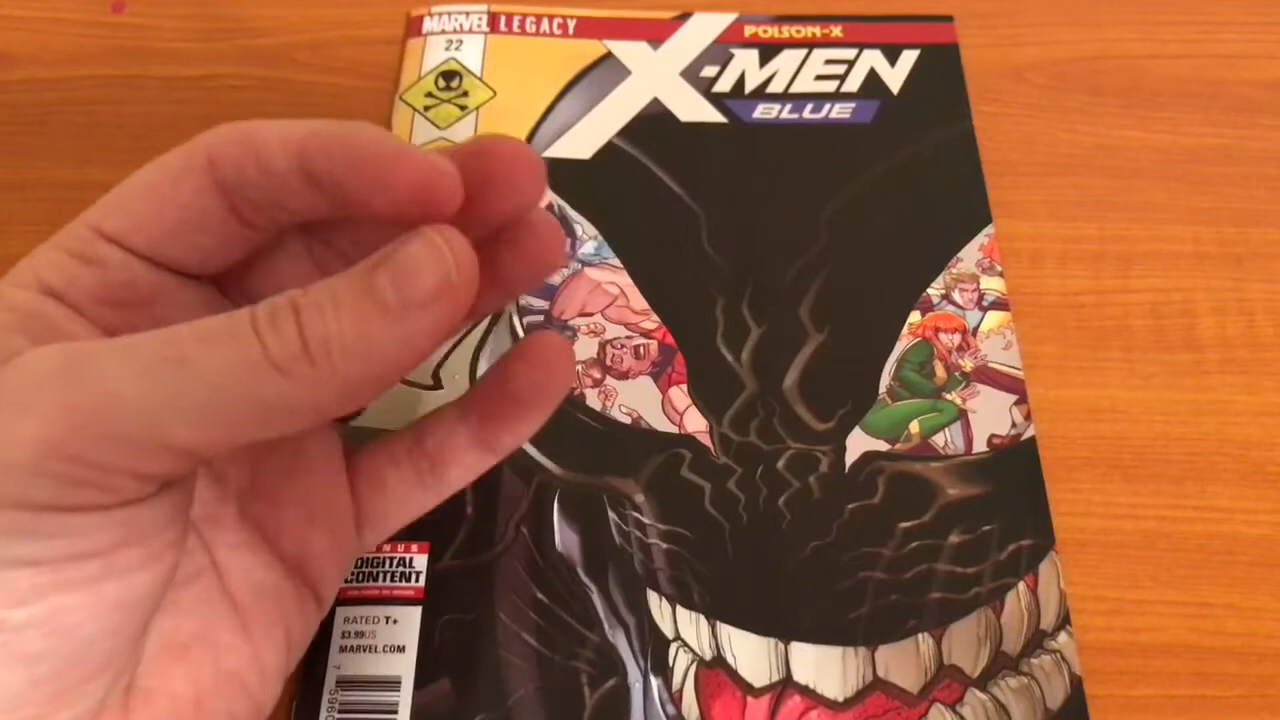 MARVEL LEGACY
POISON-X
22
X-MEN
BLUE
DIGITAL
CONTENT
RATED T+
$3.99US
MARVEL.COM